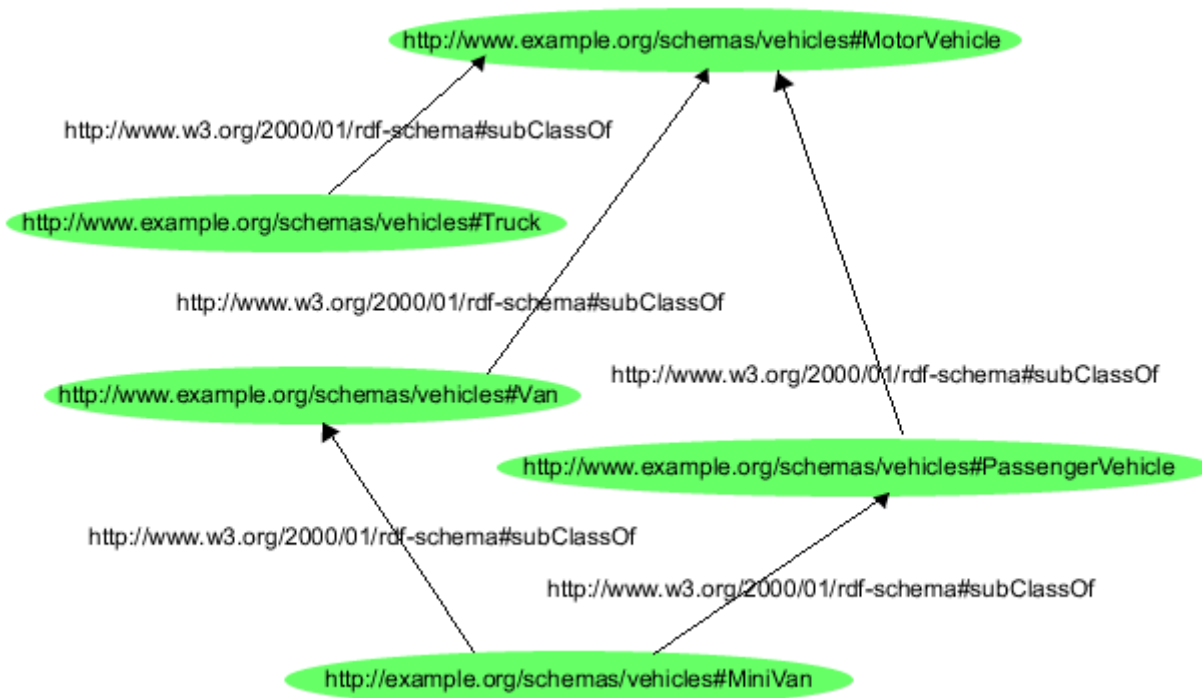 http://www.example.org/schemas/vehicles#MotorVehicle
http://www.w3.org/2000/01/rdf-schema#subClassOf
http://www.example.org/schemas/vehicles#Truck
http://www.w3.org/2000/01/rdf-schema#subClassOf
http://www.w3.org/2000/01/rdf-schema#subClassOf
http://www.example.org/schemas/vehicles#Van
http://www.example.org/schemas/vehicles#PassengerVehicle
http://www.w3.org/2000/01/rdf-schema#subClassOf
http://www.w3.org/2000/01/rdf-schema#subClassOf
http://example.org/schemas/vehicles#MiniVan